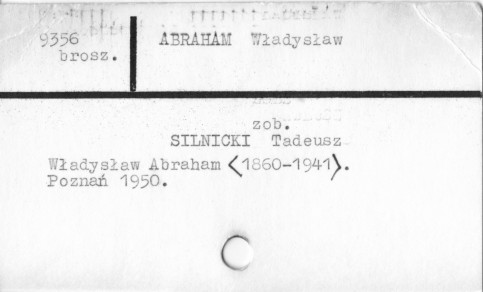 9356 ABRAHAM Władysław
brosz.
zob.
SILNICKI Tadeusz
Władysław Abraham <1860-1941>.
Poznań 1950.